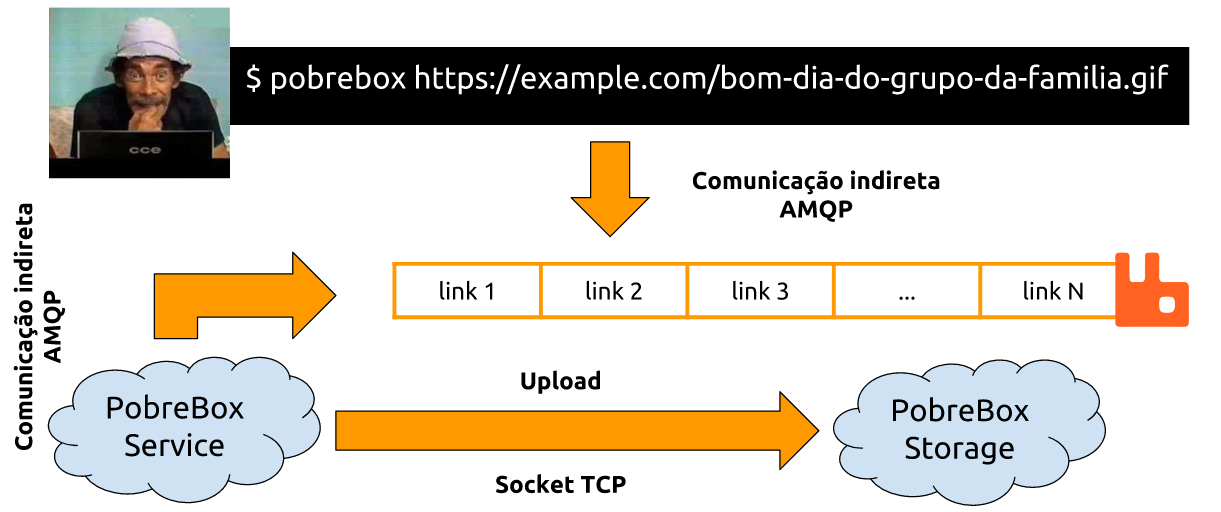 $ pobrebox https://example.com/bom-dia-do-grupo-da-familia.gif
cce
Comunicação indireta
AMQP
Comunicação indireta
AMQP
link 1
link 2
link 3
...
link N
PobreBox
Service
Upload
Socket TCP
PobreBox
Storage